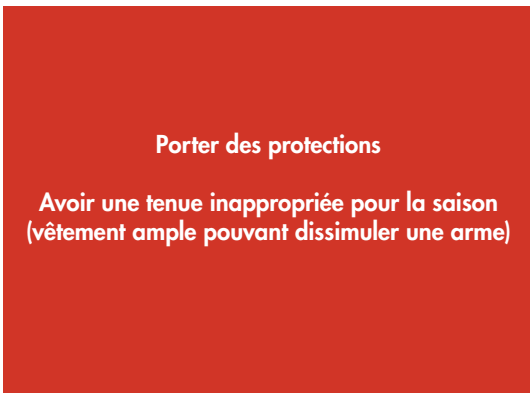 Porter des protections
Avoir une tenue inappropriée pour la saison
(vêtement ample pouvant dissimuler une arme)